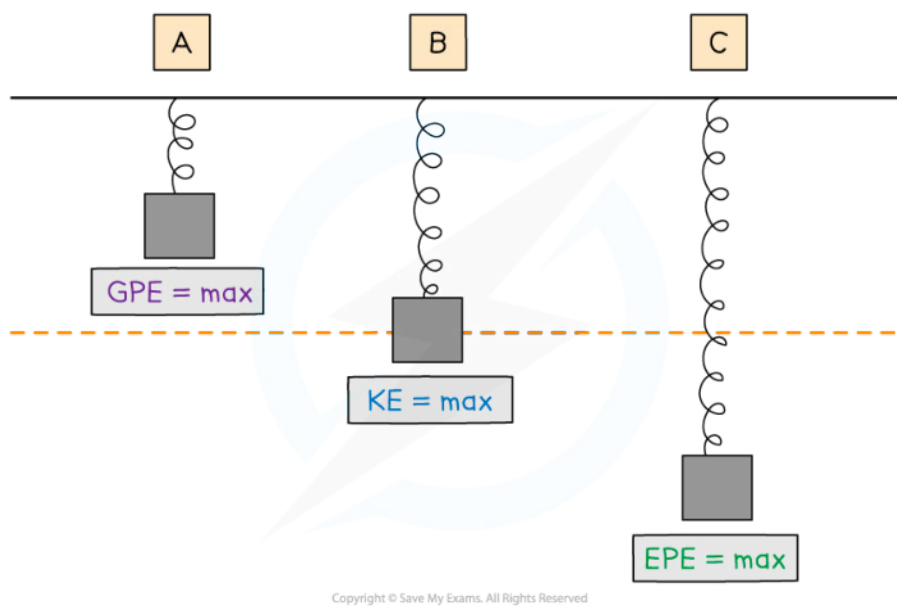 A
B
C
GPE = max
KE = max
EPE = max
Copyright © Save My Exams. All Rights Reserved